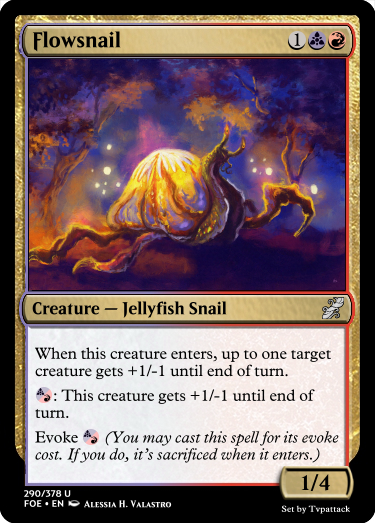 Flowsnail 1
Creature — Jellyfish Snail
When this creature enters, up to one target
creature gets +1/-1 until end of turn.
: This creature gets +1/-1 until end of
turn.
Evoke (You may cast this spell for its evoke
cost. If you do, it's sacrificed when it enters.)
1/4
290/378 U
FOE • EN Alessia H. Valastro
Set by Tvpattack